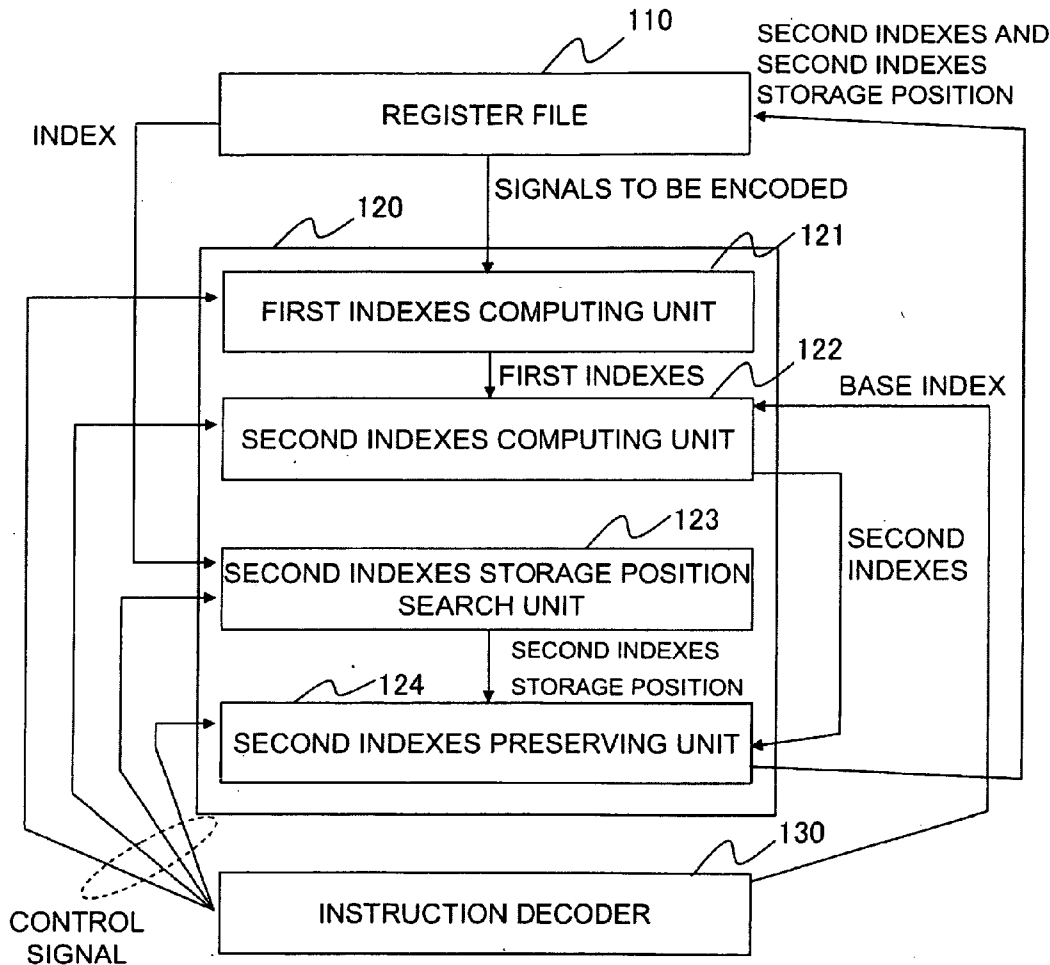 110
SECOND INDEXES AND
SECOND INDEXES
STORAGE POSITION
REGISTER FILE
INDEX
SIGNALS TO BE ENCODED
120
121
FIRST INDEXES COMPUTING UNIT
122
FIRST INDEXES
BASE INDEX
SECOND INDEXES COMPUTING UNIT
123
SECOND
INDEXES
SECOND INDEXES STORAGE POSITION
SEARCH UNIT
SECOND INDEXES
STORAGE POSITION
124
SECOND INDEXES PRESERVING UNIT
130
INSTRUCTION DECODER
CONTROL
SIGNAL